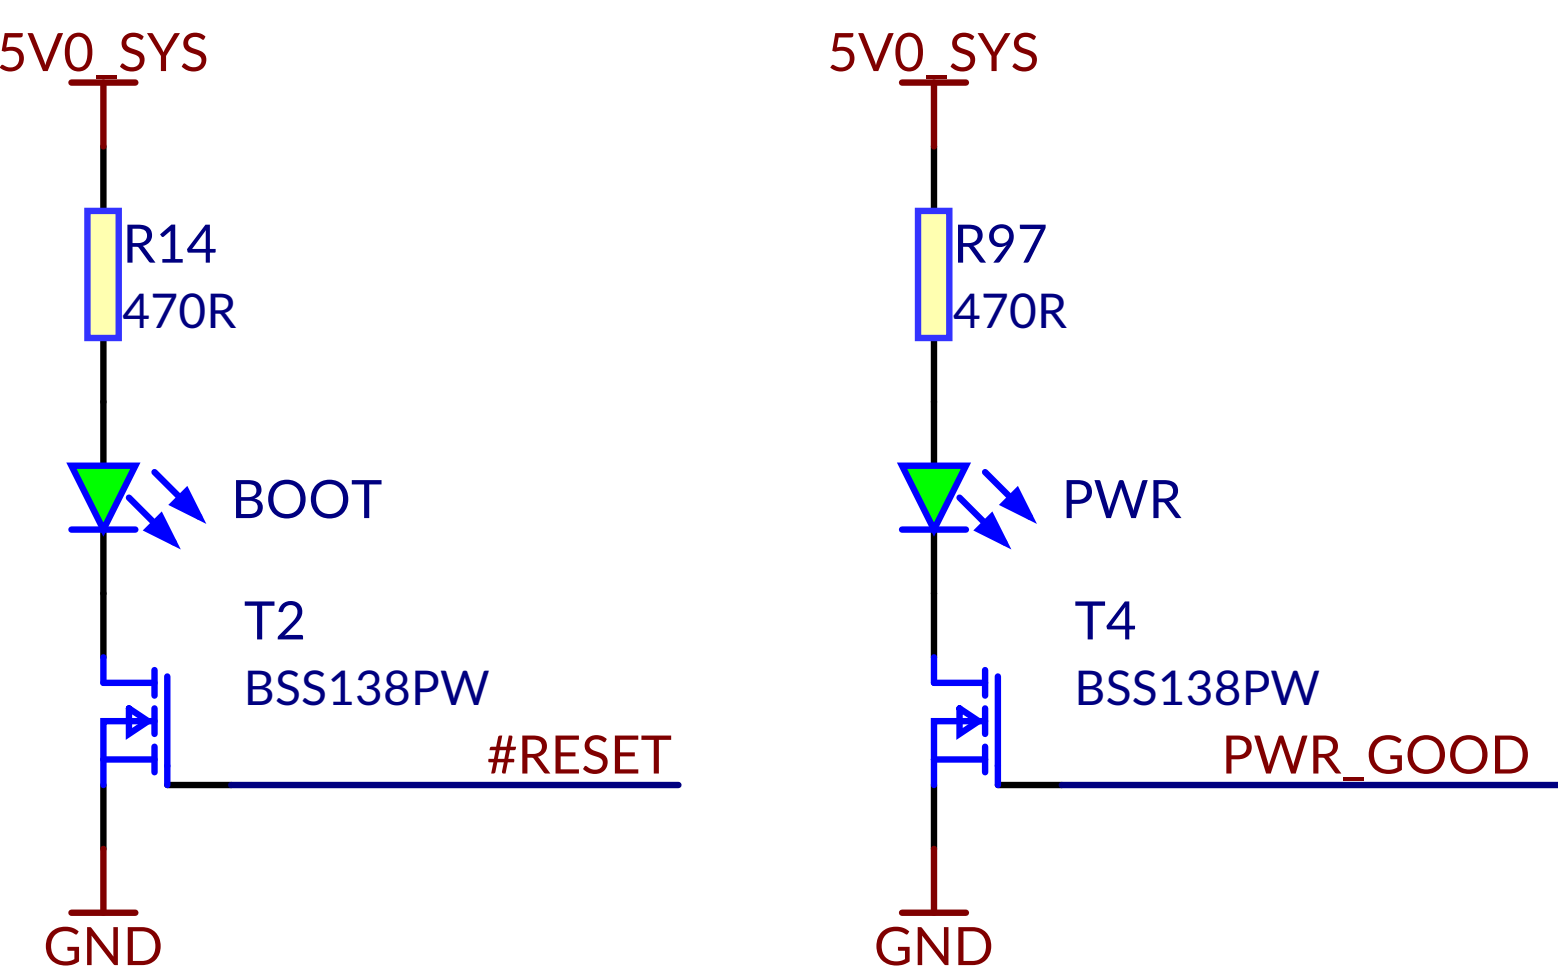 5V0_SYS
R14
470R
BOOT
T2
BSS138PW
#RESET
GND
5V0_SYS
R97
470R
PWR
T4
BSS138PW
PWR_GOOD
GND